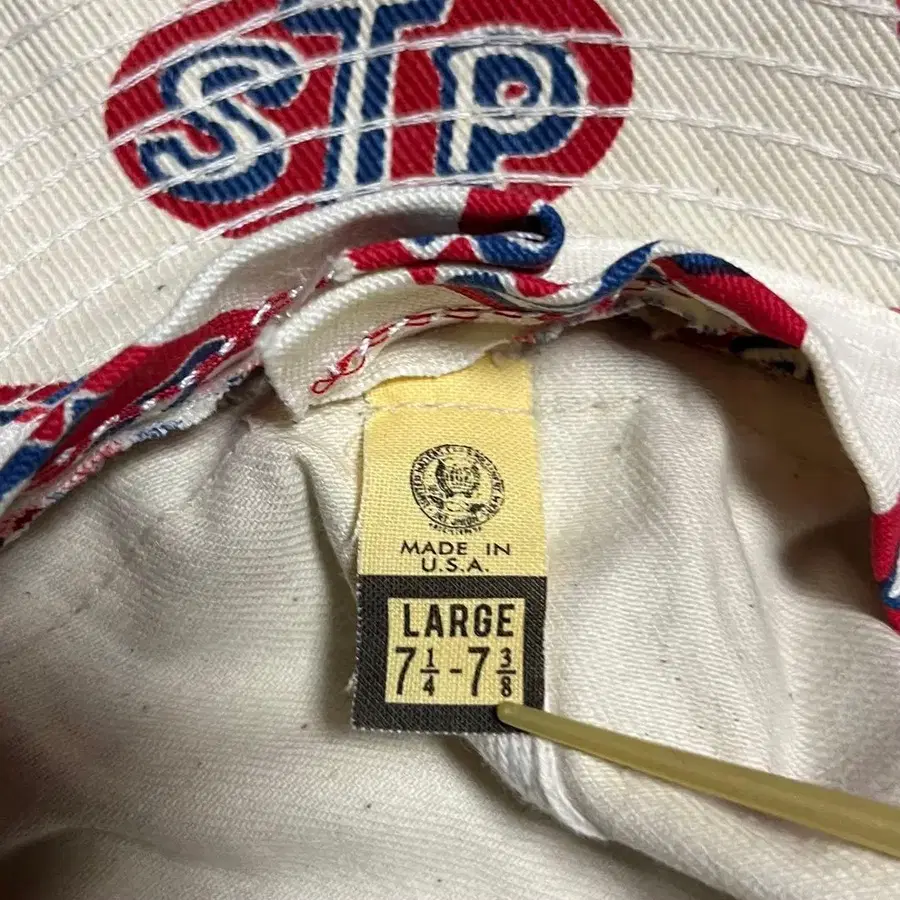 STP
MADE IN
U.S.A.
LARGE
7 1/4 - 7 3/8